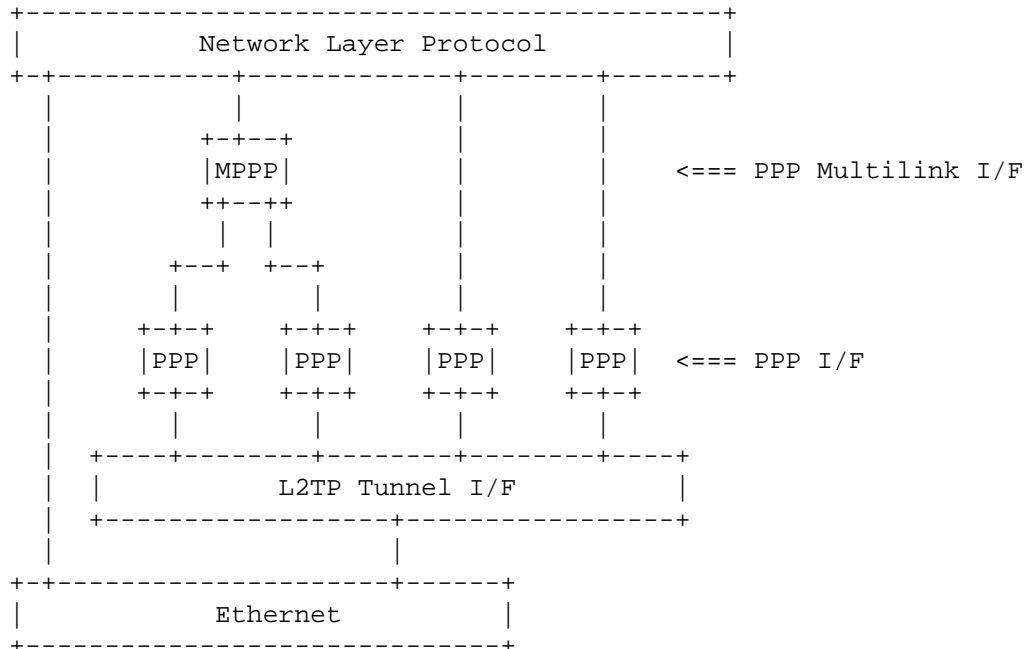 Network Layer Protocol
MPPP <=== PPP Multilink I/F
PPP PPP PPP PPP <=== PPP I/F
L2TP Tunnel I/F
Ethernet